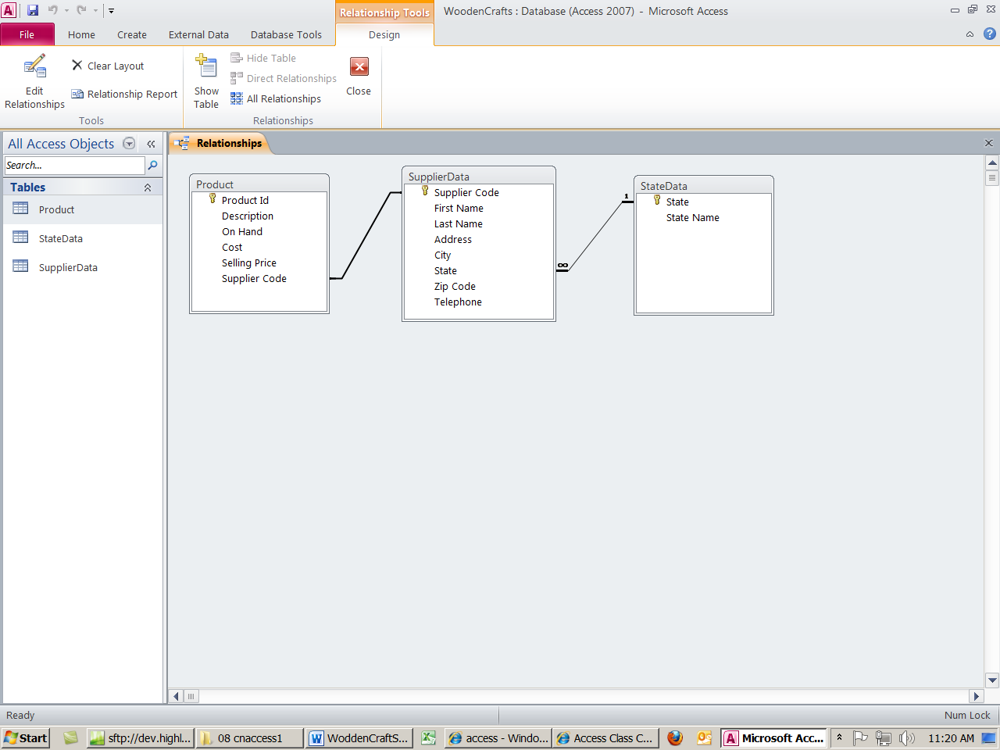 Relationship Tools
WoodenCrafts : Database (Access 2007) - Microsoft Access
File
Home
Create
External Data
Database Tools
Design
Edit
Relationships
Clear Layout
Relationship Report
Tools
Show
Table
Hide Table
Direct Relationships
All Relationships
Close
Relationships
All Access Objects
Search...
Tables
Product
StateData
SupplierData
Relationships
Product
Product Id
Description
On Hand
Cost
Selling Price
Supplier Code
SupplierData
Supplier Code
First Name
Last Name
Address
City
State
Zip Code
Telephone
∞
1
StateData
State
State Name
Ready
Num Lock
Start
sftp://dev.highl...
08 cnaccess1
WoddenCraftS...
access - Windo...
Access Class C...
Microsoft Acc...
11:20 AM